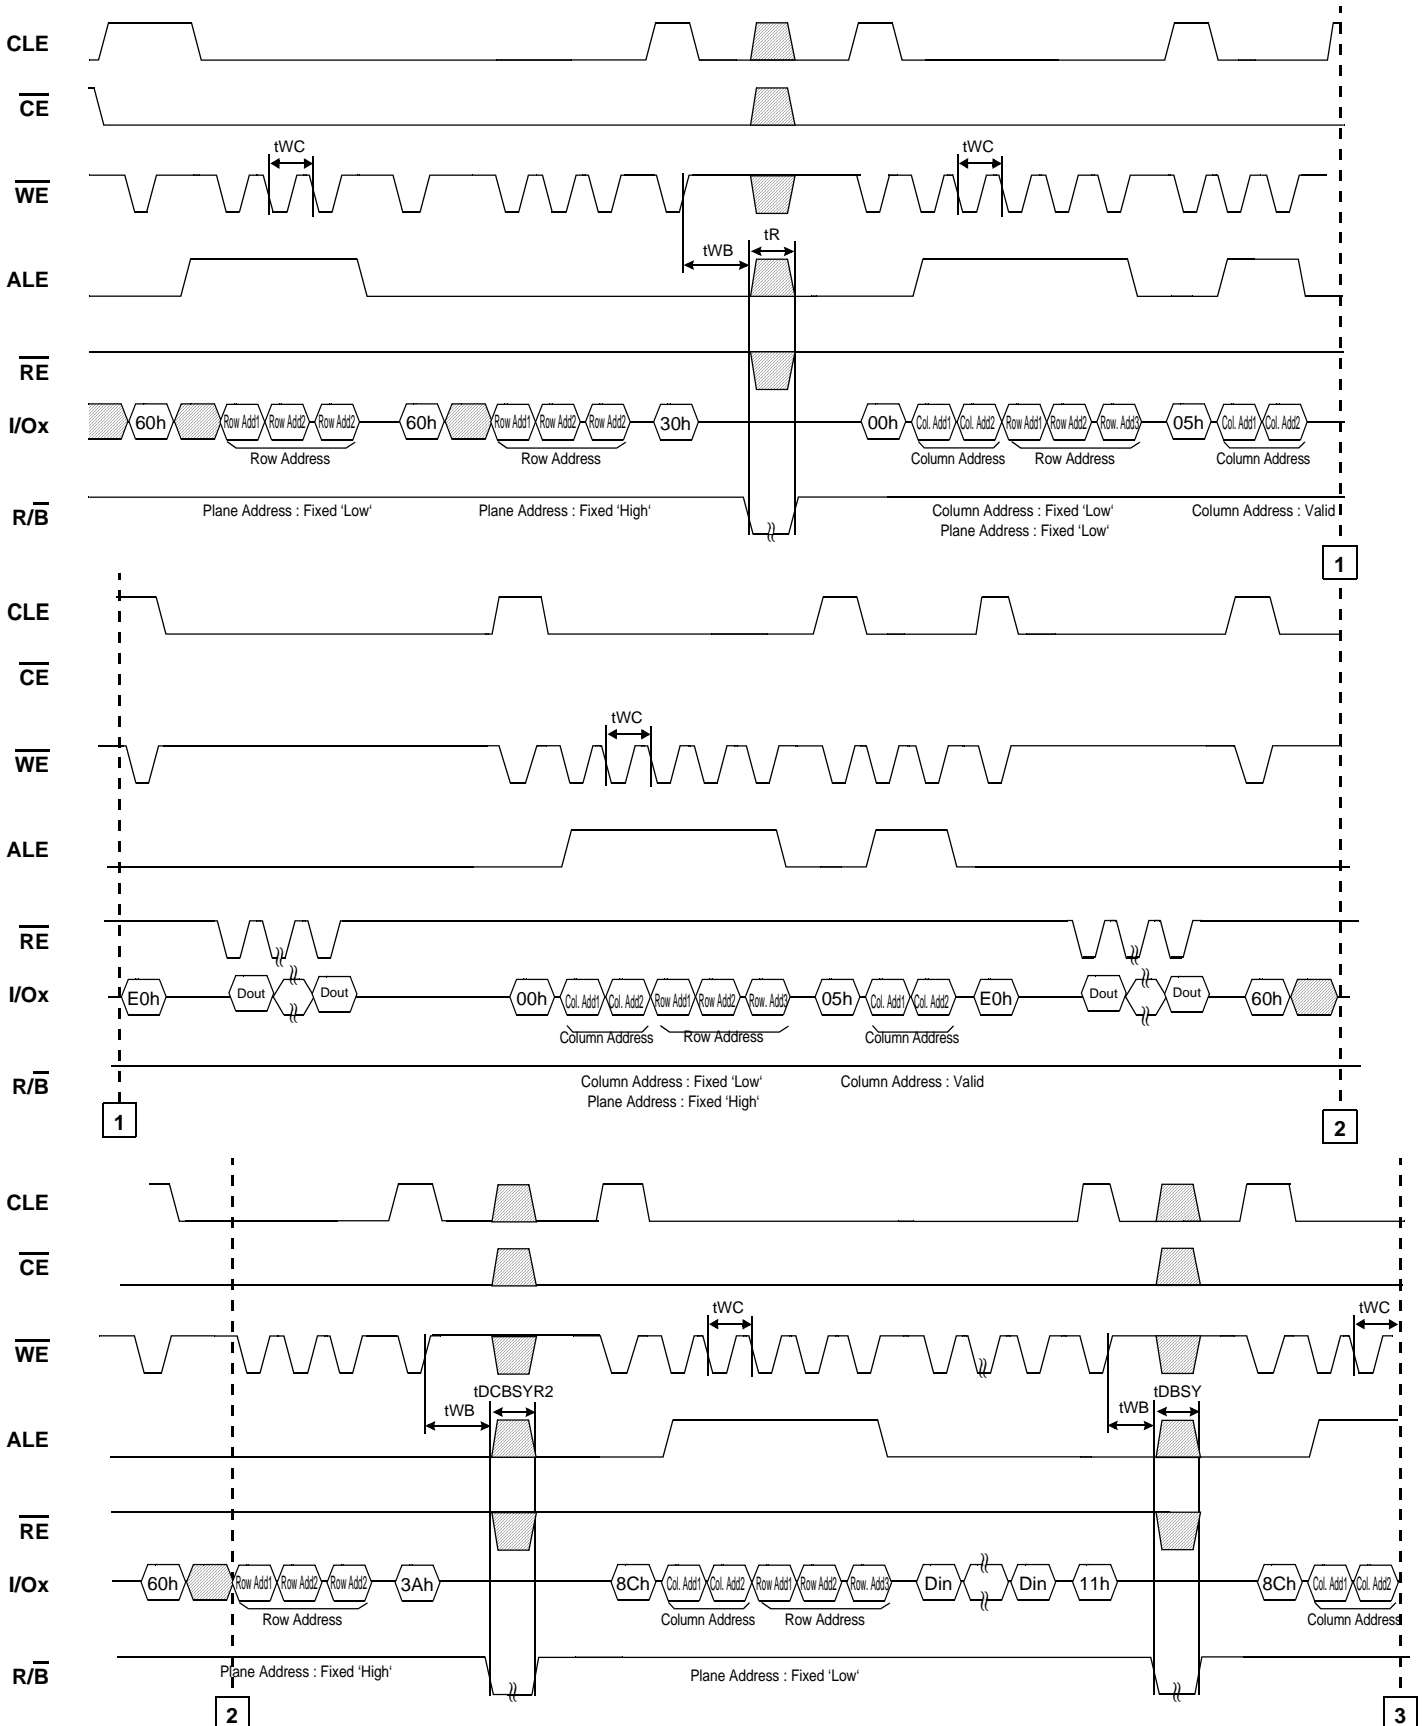 CLE
CE
tWC
tWC
WE
tWB
tR
ALE
RE
I/Ox
60h
Row Add1
Row Add2
Row Add2
60h
Row Add1
Row Add2
Row Add2
30h
00h
Col. Add1
Col. Add2
Row Add1
Row Add2
Row. Add3
05h
Col. Add1
Col. Add2
Row Address
Row Address
Column Address
Row Address
Column Address
R/B
Plane Address : Fixed ‘Low‘
Plane Address : Fixed ‘High‘
Column Address : Fixed ‘Low‘
Plane Address : Fixed ‘Low‘
Column Address : Valid
1
CLE
CE
tWC
WE
ALE
RE
I/Ox
E0h
Dout
Dout
00h
Col. Add1
Col. Add2
Row Add1
Row Add2
Row. Add3
05h
Col. Add1
Col. Add2
E0h
Dout
Dout
60h
Column Address
Row Address
Column Address
R/B
Column Address : Fixed ‘Low‘
Plane Address : Fixed ‘High‘
Column Address : Valid
1
2
CLE
CE
tWC
tWC
WE
tDCBSYR2
tDBSY
tWB
tWB
ALE
RE
I/Ox
60h
Row Add1
Row Add2
Row Add2
3Ah
8Ch
Col. Add1
Col. Add2
Row Add1
Row Add2
Row. Add3
Din
Din
11h
8Ch
Col. Add1
Col. Add2
Row Address
Column Address
Row Address
Column Address
R/B
Plane Address : Fixed ‘High‘
Plane Address : Fixed ‘Low‘
2
3